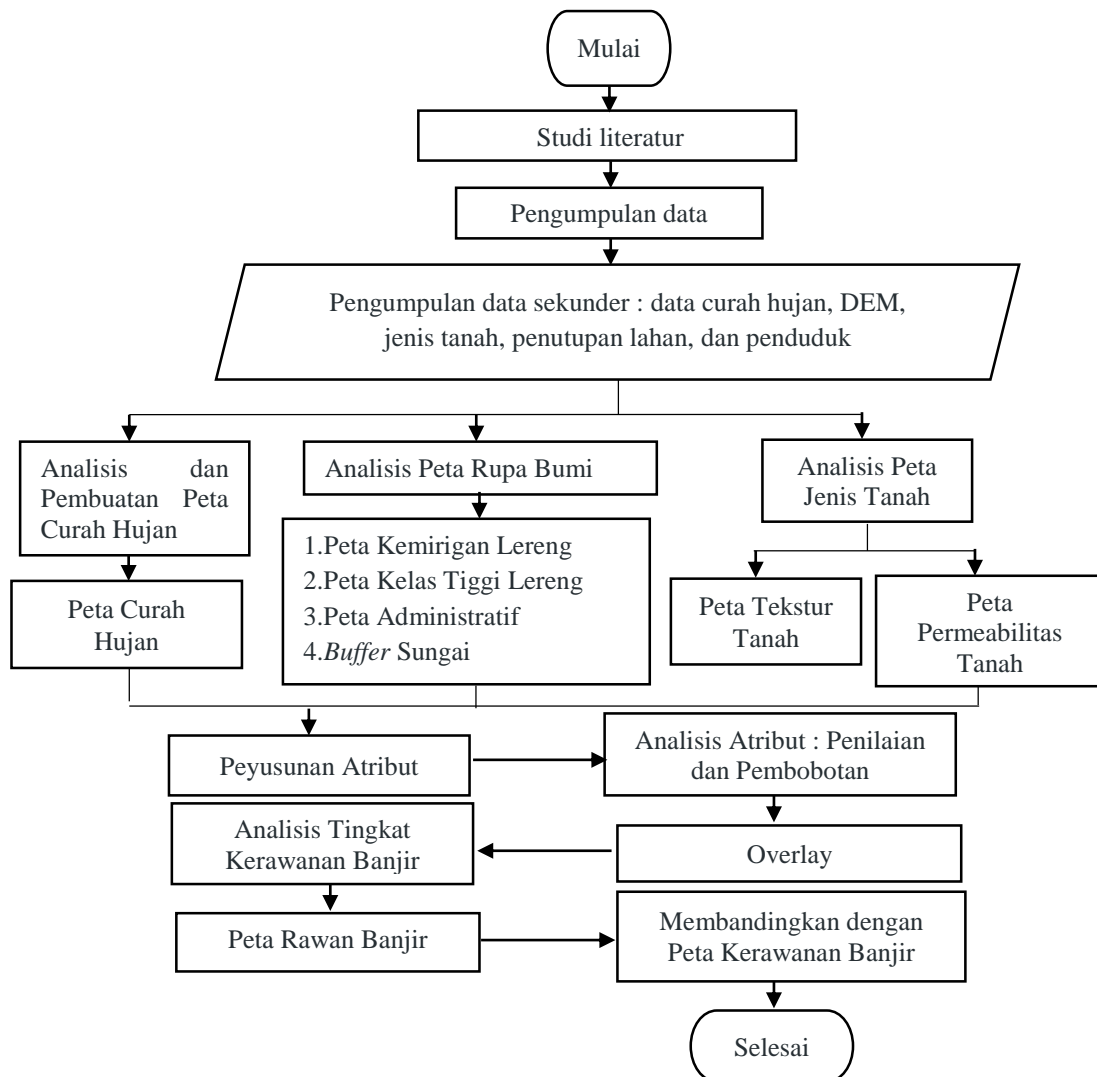 Mulai
Studi literatur
Pengumpulan data
Pengumpulan data sekunder : data curah hujan, DEM,
jenis tanah, penutupan lahan, dan penduduk
Analisis dan
Pembuatan Peta
Curah Hujan
Analisis Peta Rupa Bumi
Analisis Peta
Jenis Tanah
Peta Curah
Hujan
1.Peta Kemirigan Lereng
2.Peta Kelas Tiggi Lereng
3.Peta Administratif
4.Buffer Sungai
Peta Tekstur
Tanah
Peta
Permeabilitas
Tanah
Peyusunan Atribut
Analisis Atribut : Penilaian
dan Pembobotan
Analisis Tingkat
Kerawanan Banjir
Overlay
Peta Rawan Banjir
Membandingkan dengan
Peta Kerawanan Banjir
Selesai